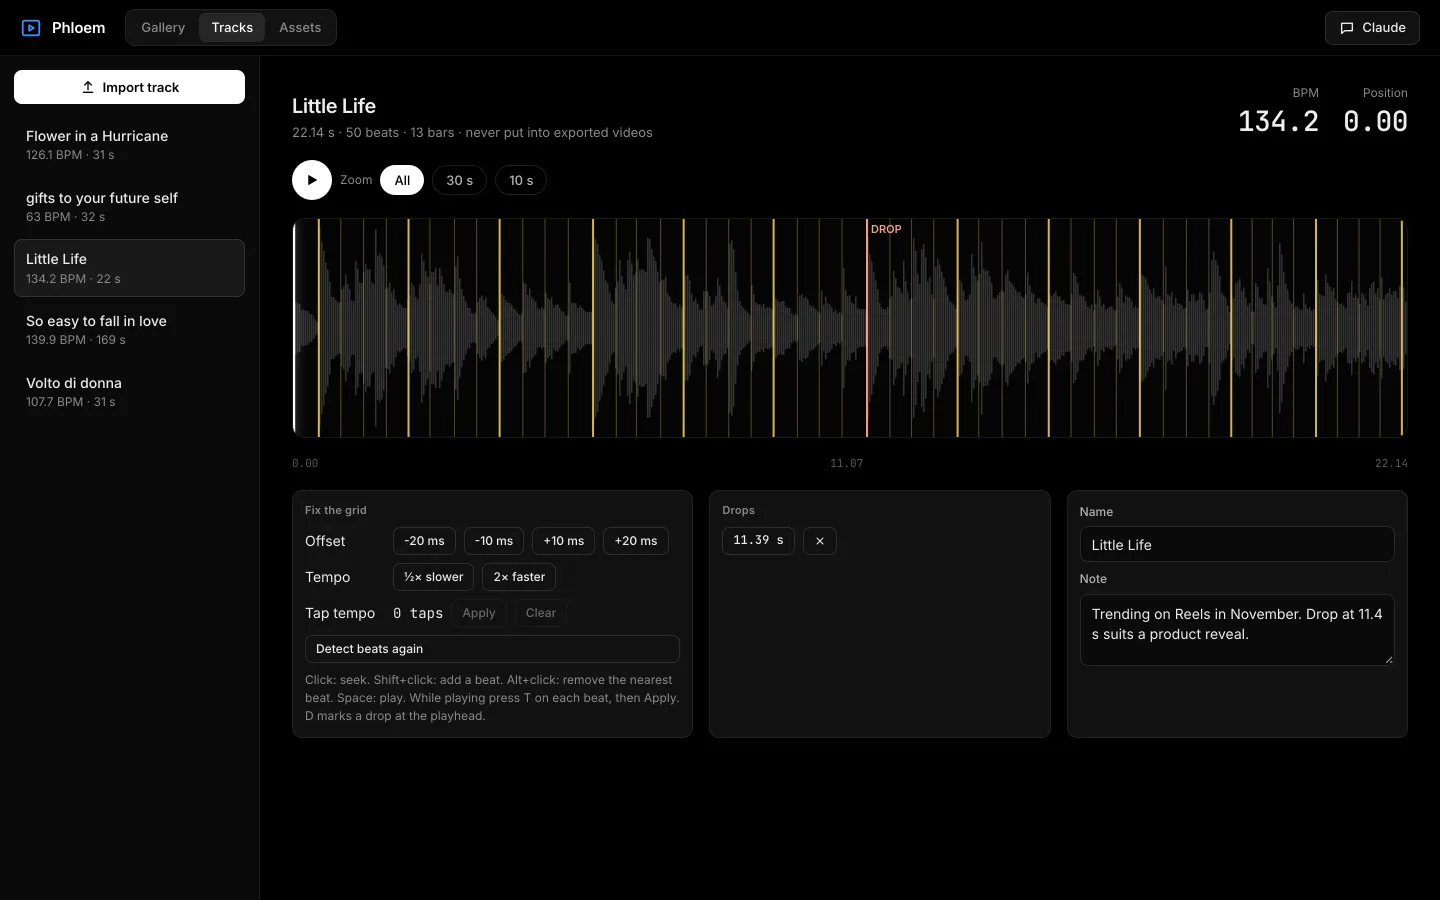 Phloem
Gallery
Tracks
Assets
Claude
Import track
Flower in a Hurricane
126.1 BPM · 31 s
gifts to your future self
63 BPM · 32 s
Little Life
134.2 BPM · 22 s
So easy to fall in love
139.9 BPM · 169 s
Volto di donna
107.7 BPM · 31 s
Little Life
22.14 s · 50 beats · 13 bars · never put into exported videos
BPM
134.2
Position
0.00
Zoom
All
30 s
10 s
DROP
0.00
11.07
22.14
Fix the grid
Offset
-20 ms
-10 ms
+10 ms
+20 ms
Tempo
½× slower
2× faster
Tap tempo
0 taps
Apply
Clear
Detect beats again
Click: seek. Shift+click: add a beat. Alt+click: remove the nearest
beat. Space: play. While playing press T on each beat, then Apply.
D marks a drop at the playhead.
Drops
11.39 s
×
Name
Little Life
Note
Trending on Reels in November. Drop at 11.4
s suits a product reveal.